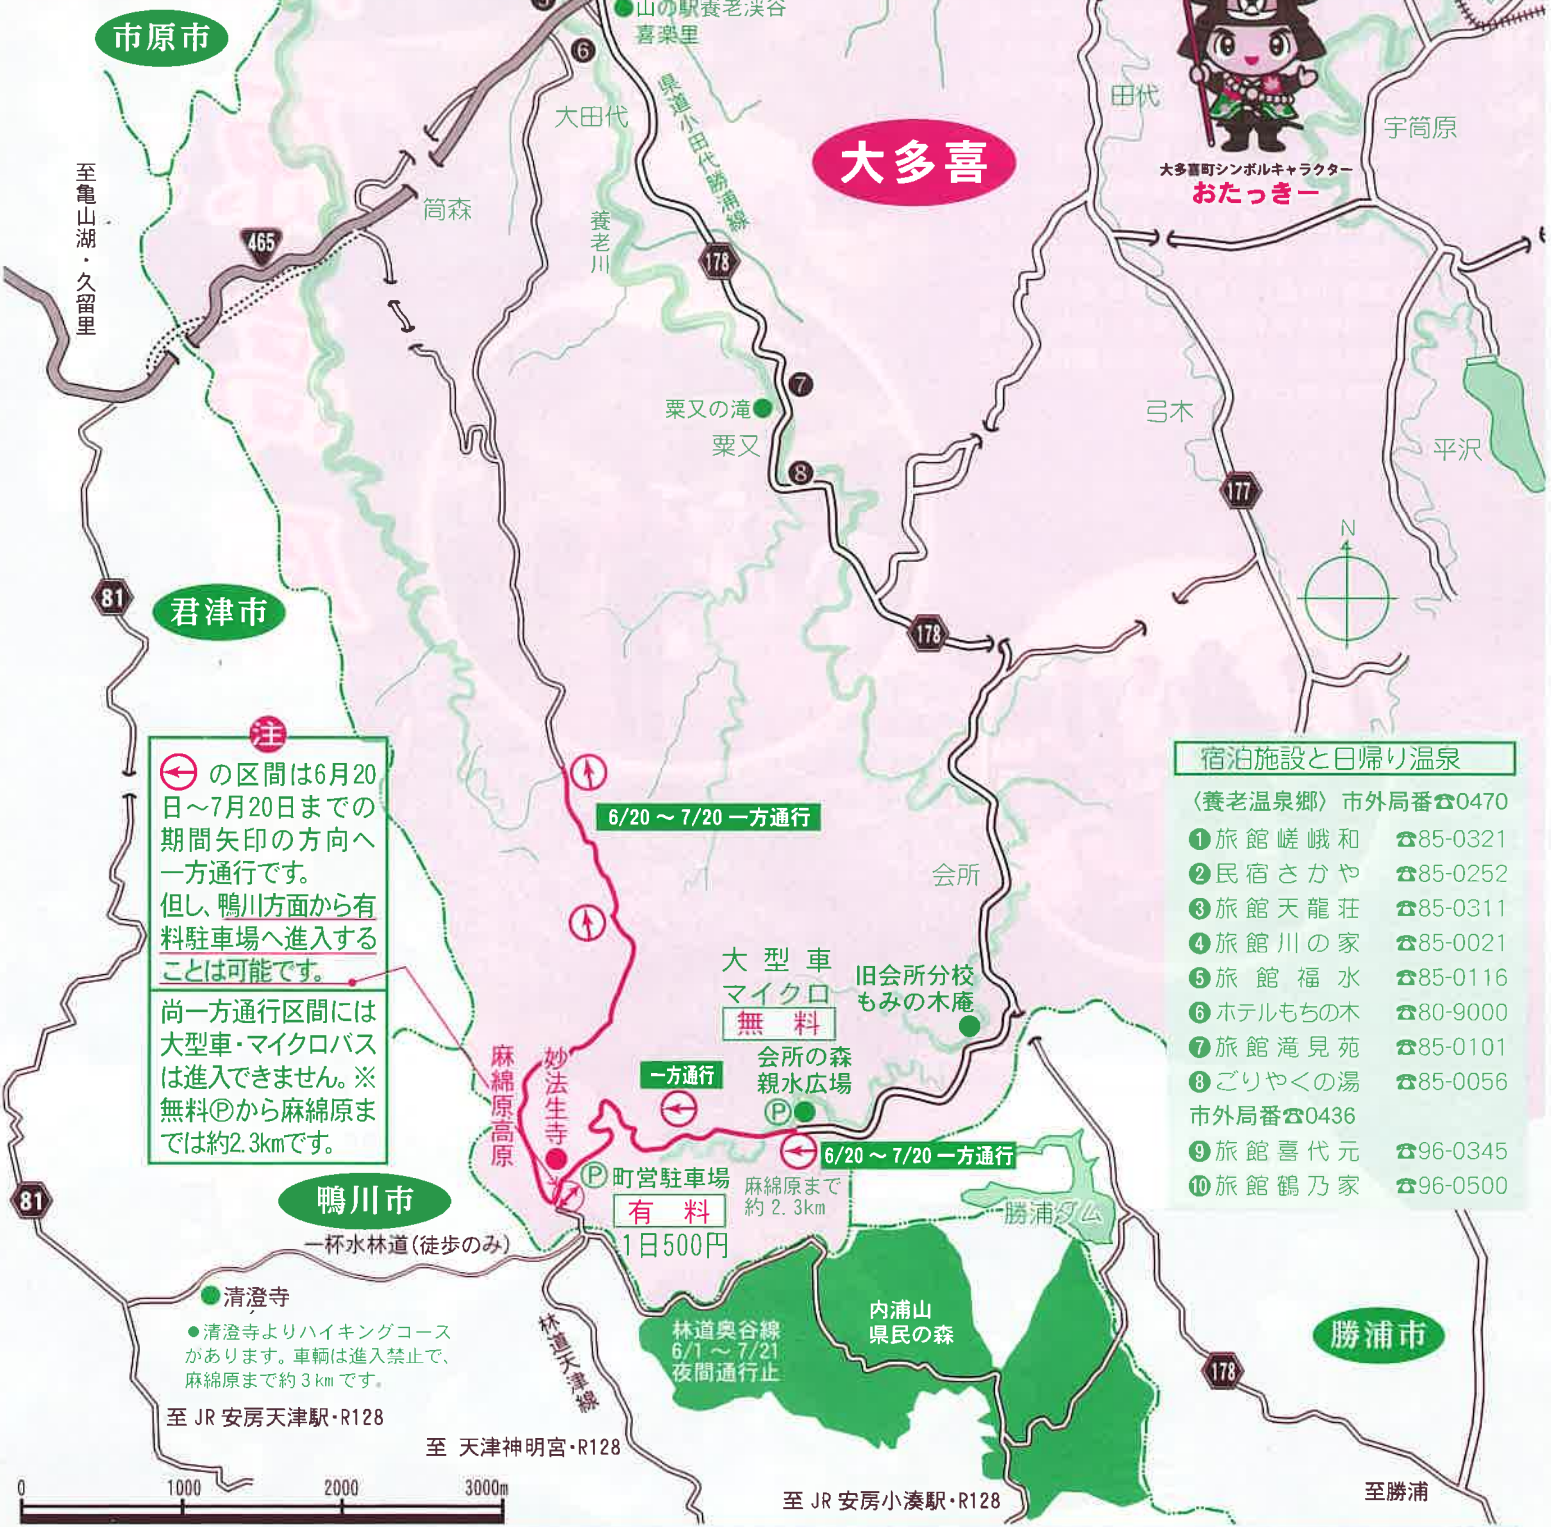 市原市
山の駅養老渓谷
喜楽里
⑥
大田代
県道小田代勝浦線
大多喜
田代
宇筒原
大多喜町シンボルキャラクター
おたっきー
至亀山湖・久留里
465
筒森
養老川
178
⑦
粟又の滝
粟又
⑧
弓木
平沢
177
N
81
君津市
178
注
の区間は6月20
日〜7月20日までの
期間矢印の方向へ
一方通行です。
但し、鴨川方面から有
料駐車場へ進入する
ことは可能です。
尚一方通行区間には
大型車・マイクロバス
は進入できません。※
無料Ⓟから麻綿原ま
では約2.3kmです。
6/20 〜 7/20 一方通行
宿泊施設と日帰り温泉
〈養老温泉郷〉 市外局番☎0470
❶旅館嵯峨和 ☎85-0321
❷民宿さかや ☎85-0252
❸旅館天龍荘 ☎85-0311
❹旅館川の家 ☎85-0021
❺旅館福水 ☎85-0116
❻ホテルもちの木 ☎80-9000
❼旅館滝見苑 ☎85-0101
❽ごりやくの湯 ☎85-0056
市外局番☎0436
❾旅館喜代元 ☎96-0345
❿旅館鶴乃家 ☎96-0500
会所
大型車
マイクロ
無料
旧会所分校
もみの木庵
会所の森
親水広場
Ⓟ
麻綿原高原
妙法生寺
一方通行
6/20 〜 7/20 一方通行
Ⓟ町営駐車場
有料
1日500円
麻綿原まで
約 2.3km
勝浦ダム
81
鴨川市
一杯水林道(徒歩のみ)
清澄寺
●清澄寺よりハイキングコース
があります。車輌は進入禁止で、
麻綿原まで約3kmです。
林道天津線
林道奥谷線
6/1 〜 7/21
夜間通行止
内浦山
県民の森
勝浦市
178
至 JR 安房天津駅・R128
至 天津神明宮・R128
至 JR 安房小湊駅・R128
至勝浦
0 1000 2000 3000m